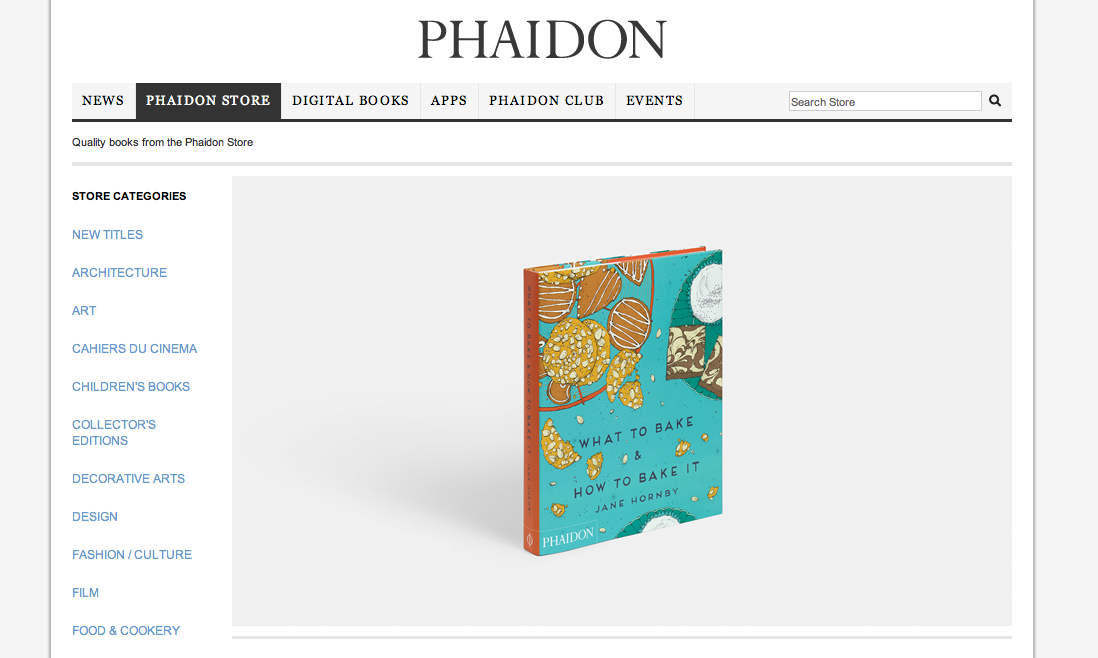 PHAIDON
NEWS
PHAIDON STORE
DIGITAL BOOKS
APPS
PHAIDON CLUB
EVENTS
Search Store
Quality books from the Phaidon Store
STORE CATEGORIES
NEW TITLES
ARCHITECTURE
ART
CAHIERS DU CINEMA
CHILDREN'S BOOKS
COLLECTOR'S
EDITIONS
DECORATIVE ARTS
DESIGN
FASHION / CULTURE
FILM
FOOD & COOKERY
WHAT TO BAKE
&
HOW TO BAKE IT
JANE HORNBY
PHAIDON
WHAT TO BAKE & HOW TO BAKE IT